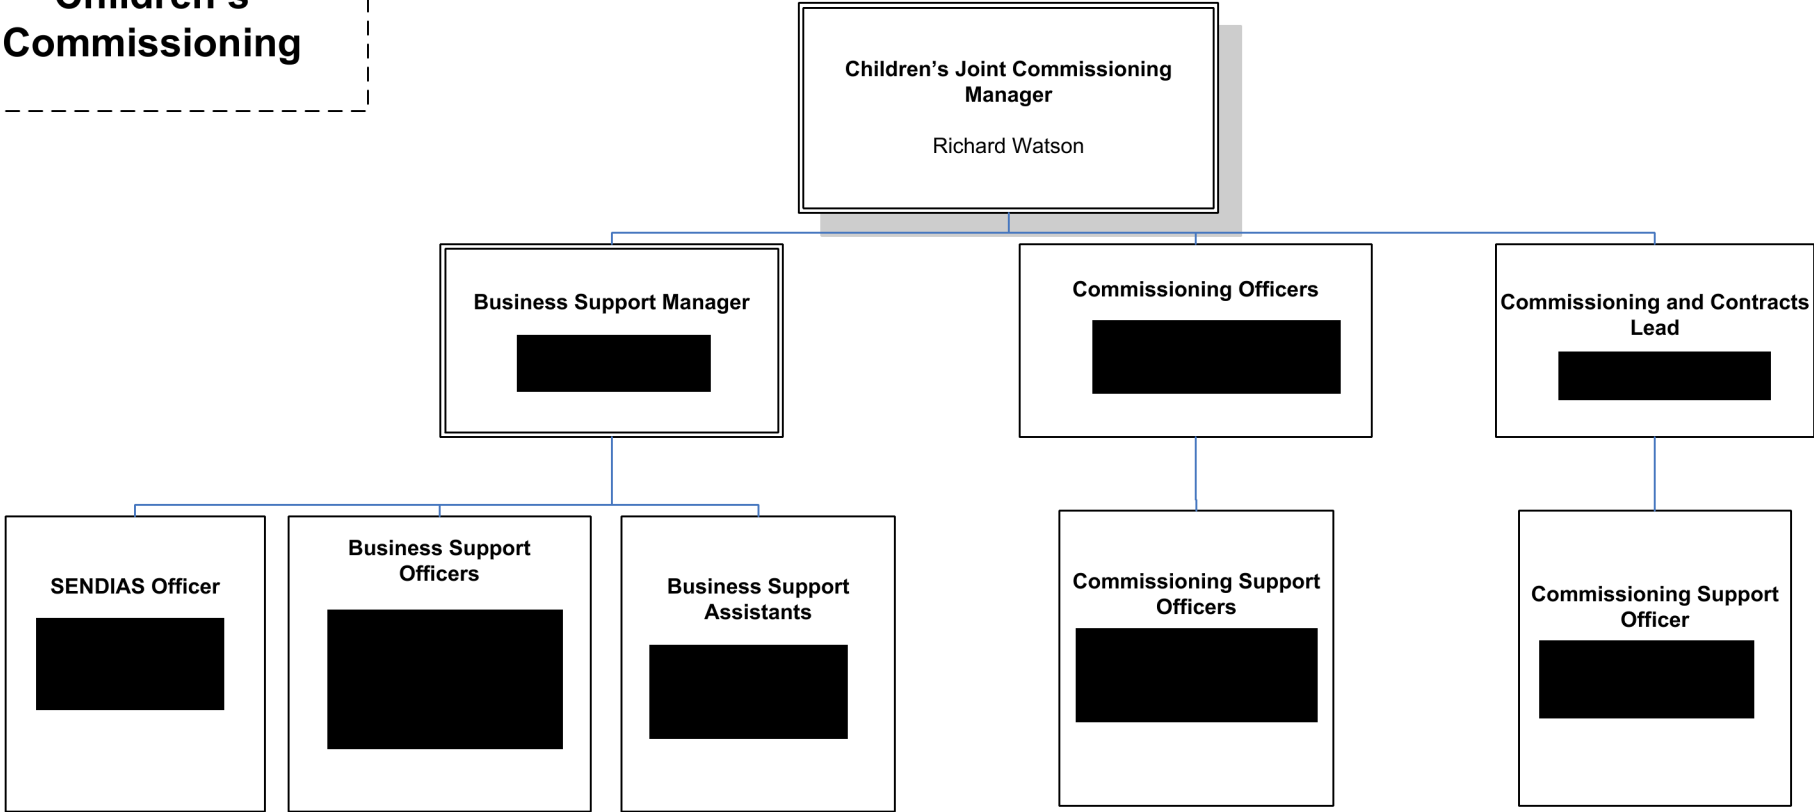 Children's
Commissioning
Children's Joint Commissioning
Manager
Richard Watson
Business Support Manager
Commissioning Officers
Commissioning and Contracts
Lead
SENDIAS Officer
Business Support
Officers
Business Support
Assistants
Commissioning Support
Officers
Commissioning Support
Officer